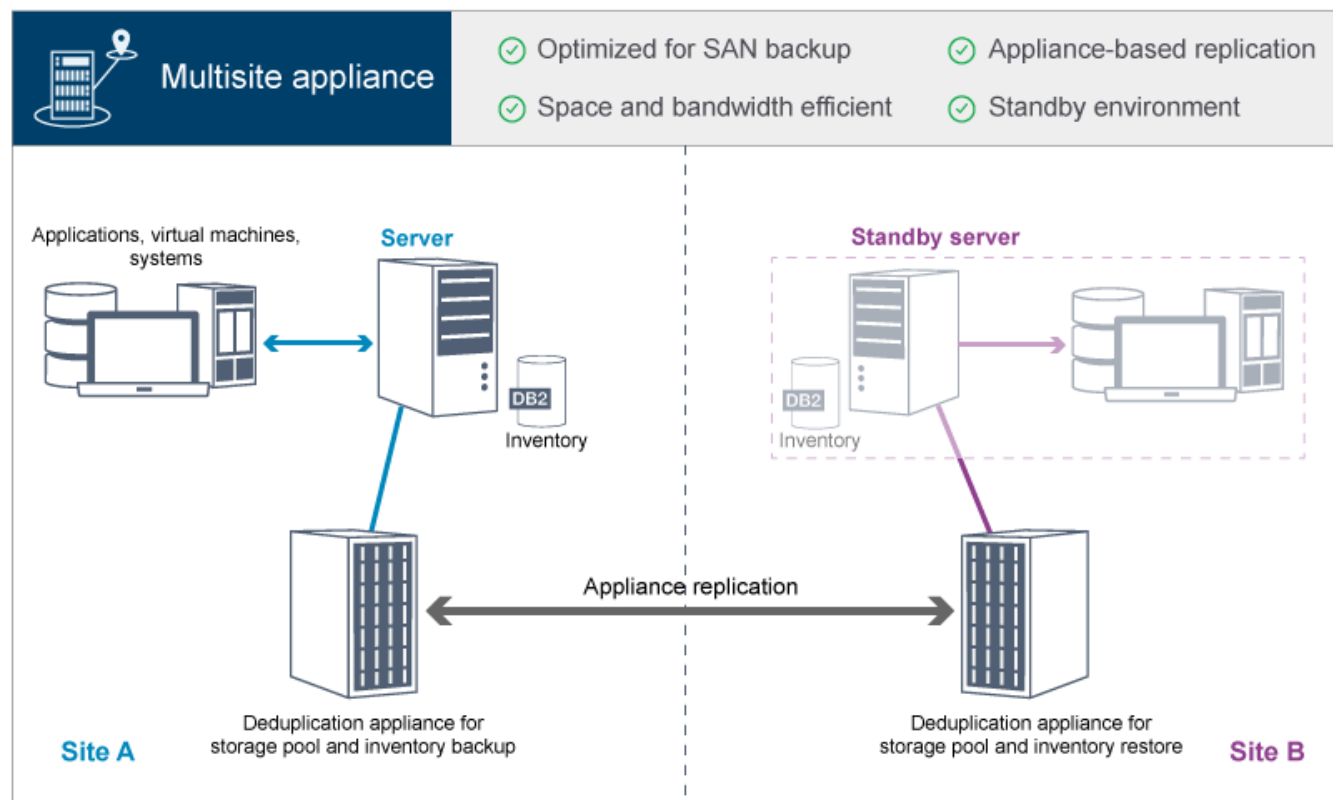 Multisite appliance
Optimized for SAN backup
Appliance-based replication
Space and bandwidth efficient
Standby environment
Applications, virtual machines,
systems
Server
DB2
Inventory
Standby server
DB2
Inventory
Appliance replication
Deduplication appliance for
storage pool and inventory backup
Site A
Deduplication appliance for
storage pool and inventory restore
Site B